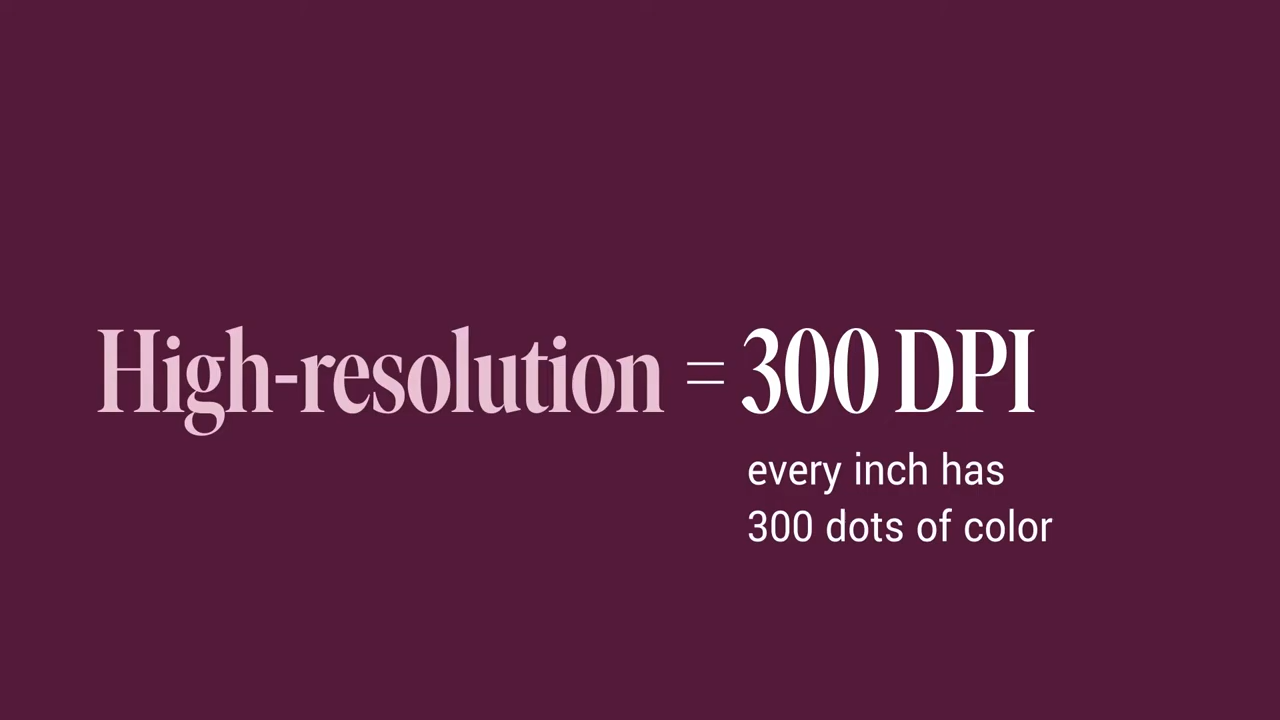 High-resolution = 300 DPI
every inch has
300 dots of color